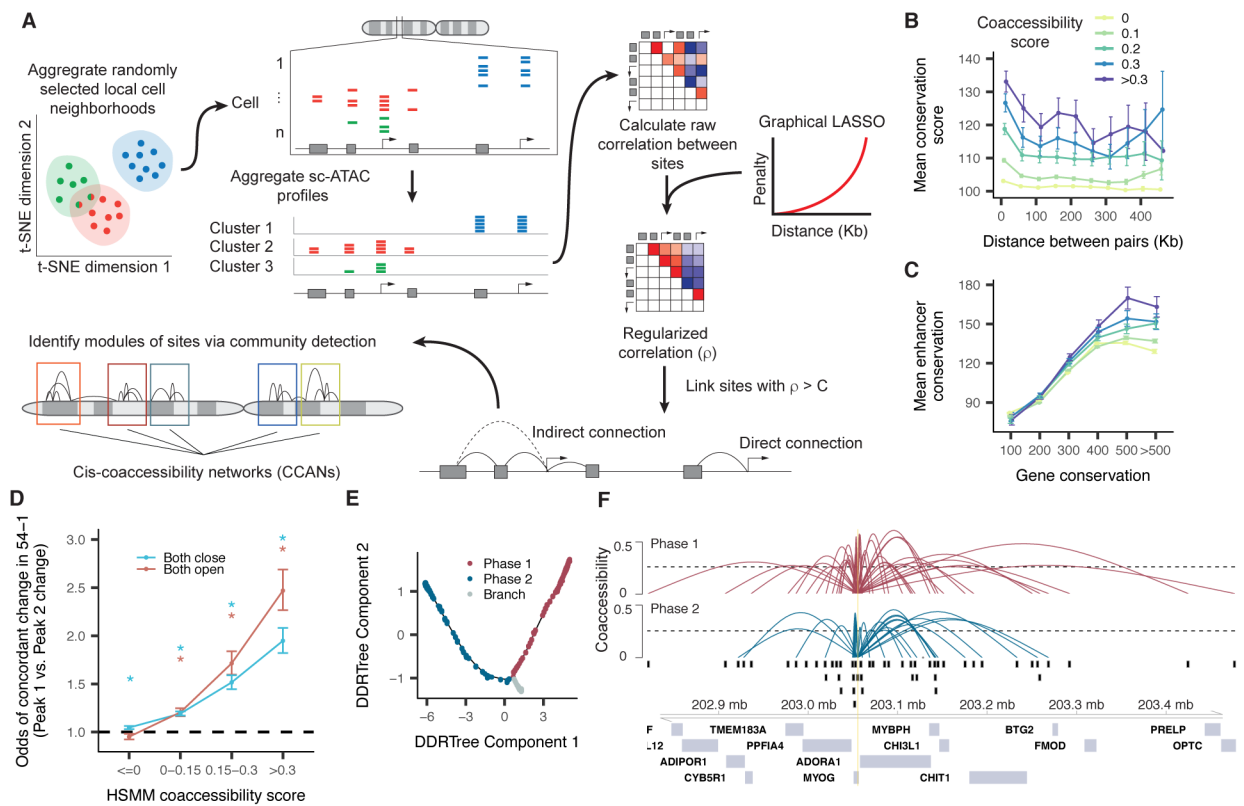 A
Aggregrate randomly
selected local cell
neighborhoods
t-SNE dimension 2
t-SNE dimension 1
1
Cell
...
n
Aggregate sc-ATAC
profiles
Cluster 1
Cluster 2
Cluster 3
Calculate raw
correlation between
sites
Graphical LASSO
Penalty
Distance (Kb)
Regularized
correlation (ρ)
Link sites with ρ > C
Indirect connection
Direct connection
Identify modules of sites via community detection
Cis-coaccessibility networks (CCANs)
B
Coaccessibility
score
0
0.1
0.2
0.3
>0.3
Mean conservation
score
140
130
120
110
100
0 100 200 300 400
Distance between pairs (Kb)
C
Mean enhancer
conservation
180
150
120
90
100 200 300 400 500 >500
Gene conservation
D
Odds of concordant change in 54−1
(Peak 1 vs. Peak 2 change)
3.0
2.5
2.0
1.5
1.0
Both close
Both open
* * * * * * *
<=0 0−0.15 0.15−0.3 >0.3
HSMM coaccessibility score
E
DDRTree Component 2
1
0
−1
Phase 1
Phase 2
Branch
−6 −3 0 3
DDRTree Component 1
F
Coaccessibility
0.5
0
Phase 1
0.5
0
Phase 2
202.9 mb 203.0 mb 203.1 mb 203.2 mb 203.3 mb 203.4 mb
F TMEM183A MYBPH BTG2 PRELP
L12 PPFIA4 CHI3L1 FMOD OPTC
ADIPOR1 ADORA1
CYB5R1 MYOG CHIT1